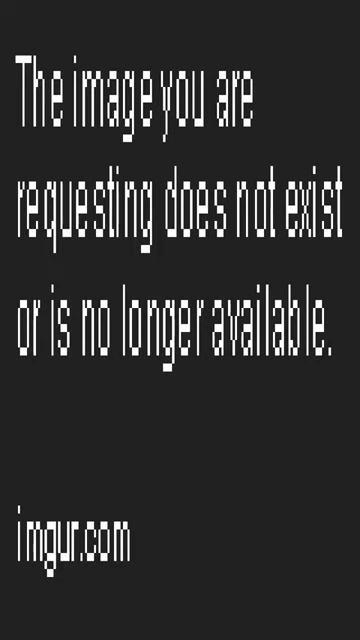 The image you are
requesting does not exist
or is no longer available.
imgur.com